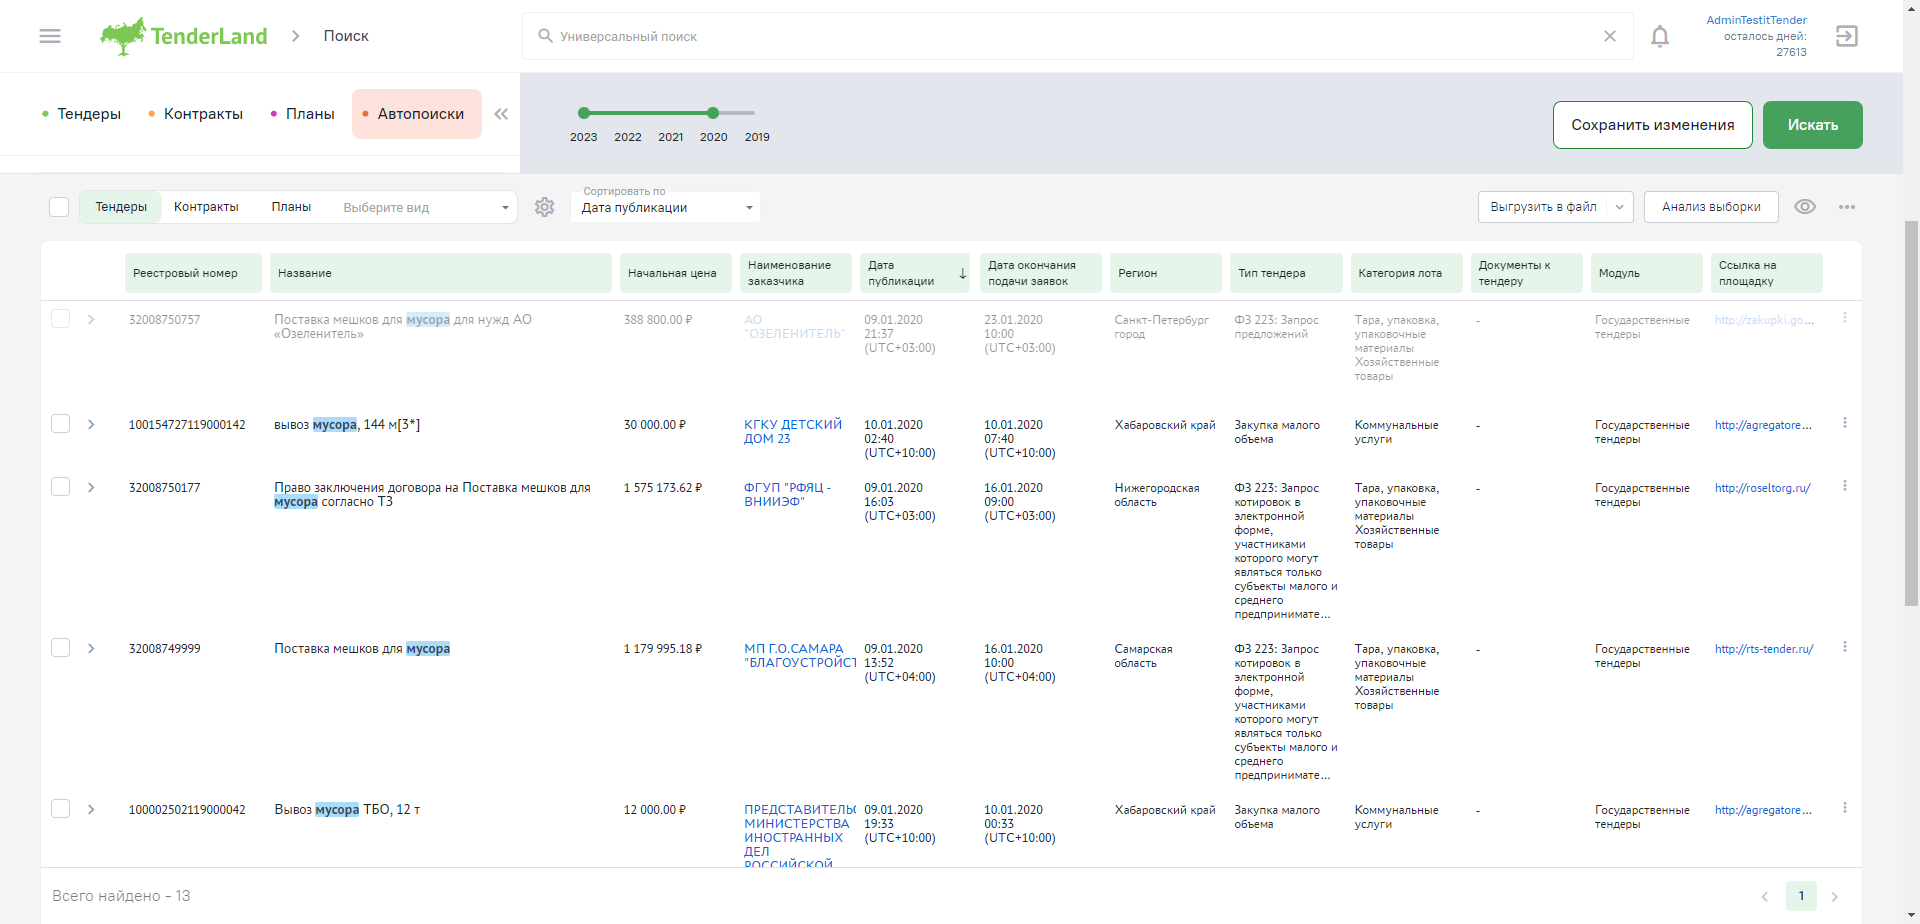 TenderLand
Поиск
Универсальный поиск
AdminTestitTender
осталось дней:
27613
Тендеры
Контракты
Планы
Автопоиски
2023 2022 2021 2020 2019
Сохранить изменения
Искать
Тендеры
Контракты
Планы
Выберите вид
Сортировать по
Дата публикации
Выгрузить в файл
Анализ выборки
Реестровый номер
Название
Начальная цена
Наименование
заказчика
Дата
публикации
Дата окончания
подачи заявок
Регион
Тип тендера
Категория лота
Документы к
тендеру
Модуль
Ссылка на
площадку
32008750757
Поставка мешков для мусора для нужд АО
«Озеленитель»
388 800.00 ₽
АО
"ОЗЕЛЕНИТЕЛЬ"
09.01.2020
21:37
(UTC+03:00)
23.01.2020
10:00
(UTC+03:00)
Санкт-Петербург
город
ФЗ 223: Запрос
предложений
Тара, упаковка,
упаковочные
материалы
Хозяйственные
товары
-
Государственные
тендеры
http://zakupki.go...
100154727119000142
вывоз мусора, 144 м[3*]
30 000.00 ₽
КГКУ ДЕТСКИЙ
ДОМ 23
10.01.2020
02:40
(UTC+10:00)
10.01.2020
07:40
(UTC+10:00)
Хабаровский край
Закупка малого
объема
Коммунальные
услуги
-
Государственные
тендеры
http://agregatore...
32008750177
Право заключения договора на Поставка мешков для
мусора согласно ТЗ
1 575 173.62 ₽
ФГУП "РФЯЦ -
ВНИИЭФ"
09.01.2020
16:03
(UTC+03:00)
16.01.2020
09:00
(UTC+03:00)
Нижегородская
область
ФЗ 223: Запрос
котировок в
электронной
форме,
участниками
которого могут
являться только
субъекты малого и
среднего
предпринимате...
Тара, упаковка,
упаковочные
материалы
Хозяйственные
товары
-
Государственные
тендеры
http://roseltorg.ru/
32008749999
Поставка мешков для мусора
1 179 995.18 ₽
МП Г.О.САМАРА
"БЛАГОУСТРОЙСТ
09.01.2020
13:52
(UTC+04:00)
16.01.2020
10:00
(UTC+04:00)
Самарская
область
ФЗ 223: Запрос
котировок в
электронной
форме,
участниками
которого могут
являться только
субъекты малого и
среднего
предпринимате...
Тара, упаковка,
упаковочные
материалы
Хозяйственные
товары
-
Государственные
тендеры
http://rts-tender.ru/
100002502119000042
Вывоз мусора ТБО, 12 т
12 000.00 ₽
ПРЕДСТАВИТЕЛЬС
МИНИСТЕРСТВА
ИНОСТРАННЫХ
ДЕЛ
РОССИЙСКОЙ
09.01.2020
19:33
(UTC+10:00)
10.01.2020
00:33
(UTC+10:00)
Хабаровский край
Закупка малого
объема
Коммунальные
услуги
-
Государственные
тендеры
http://agregatore...
Всего найдено - 13
1